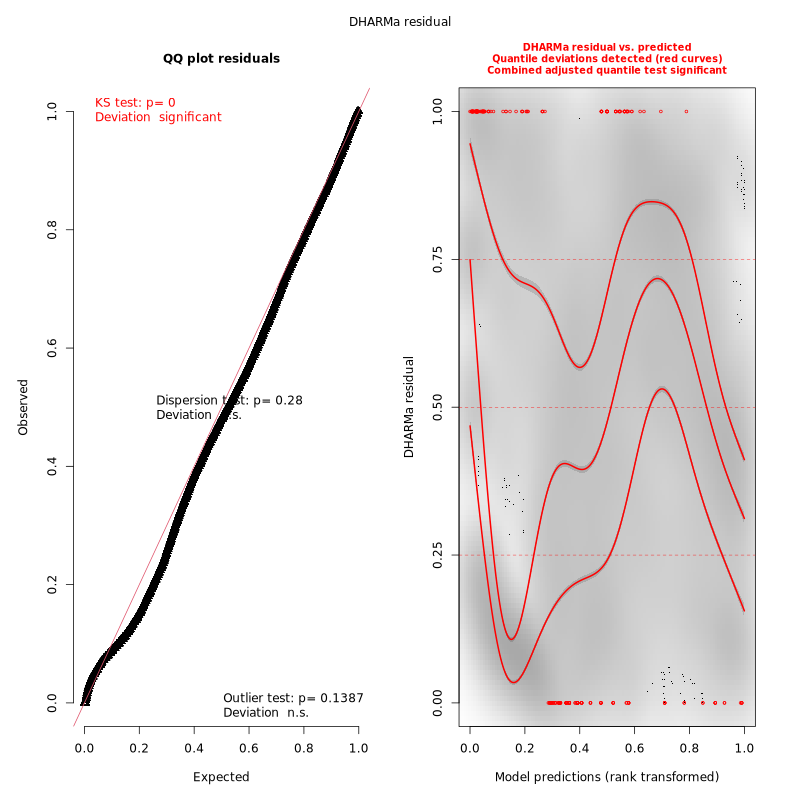 DHARMa residual
QQ plot residuals
KS test: p= 0
Deviation significant
Dispersion test: p= 0.28
Deviation n.s.
Outlier test: p= 0.1387
Deviation n.s.
Observed
0.0 0.2 0.4 0.6 0.8 1.0
0.0 0.2 0.4 0.6 0.8 1.0
Expected
DHARMa residual vs. predicted
Quantile deviations detected (red curves)
Combined adjusted quantile test significant
DHARMa residual
0.00 0.25 0.50 0.75 1.00
0.0 0.2 0.4 0.6 0.8 1.0
Model predictions (rank transformed)